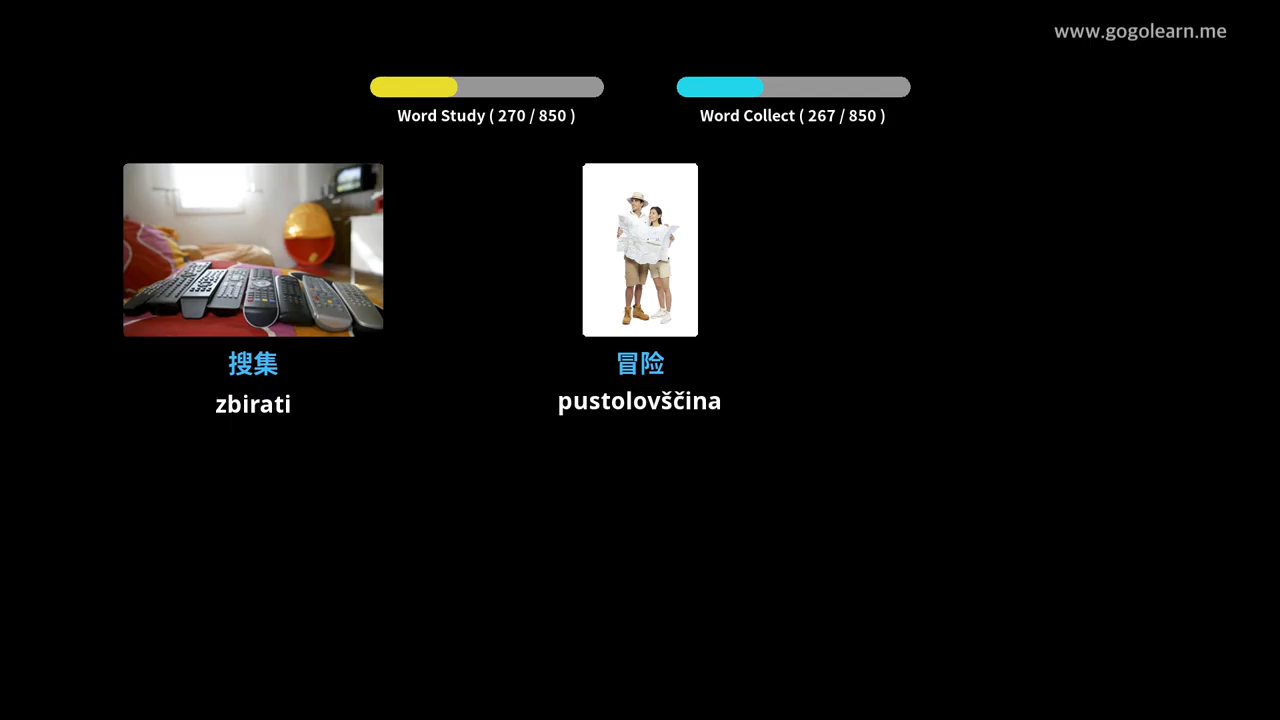 www.gogolearn.me
Word Study ( 270 / 850 )
Word Collect ( 267 / 850 )
搜集
zbirati
冒险
pustolovščina